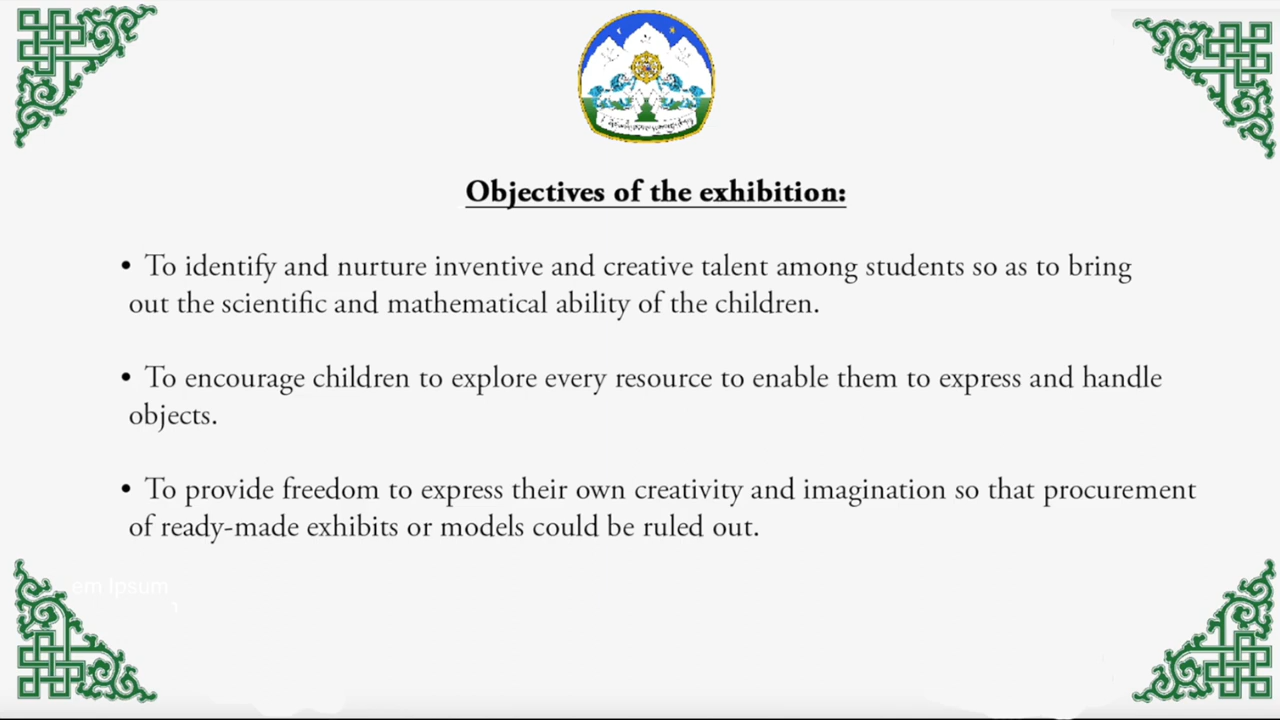 Objectives of the exhibition:
• To identify and nurture inventive and creative talent among students so as to bring
out the scientific and mathematical ability of the children.
• To encourage children to explore every resource to enable them to express and handle
objects.
• To provide freedom to express their own creativity and imagination so that procurement
of ready-made exhibits or models could be ruled out.
em Ipsum